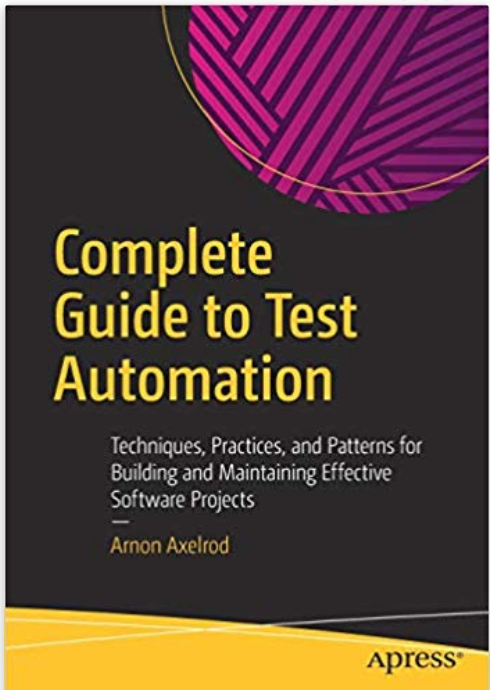 Complete
Guide to Test
Automation
Techniques, Practices, and Patterns for
Building and Maintaining Effective
Software Projects
Arnon Axelrod
Apress®